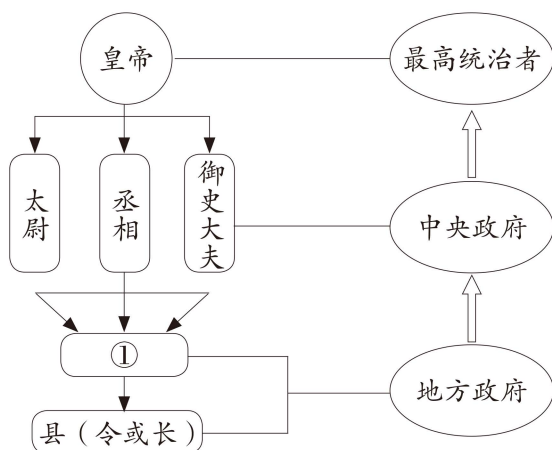 皇帝
最高统治者
太尉
丞相
御史大夫
中央政府
①
地方政府
县（令或长）